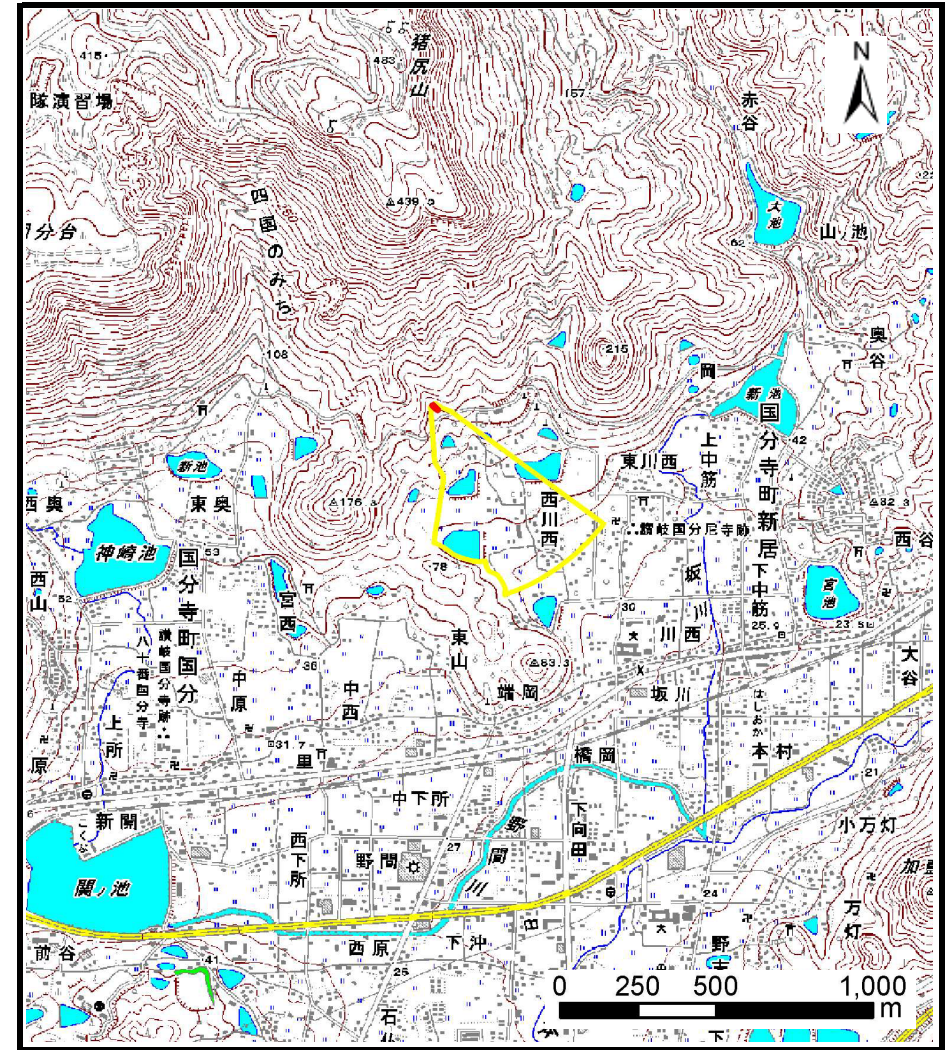 415
483
猪尻山
N
隊演習場
157
赤谷
四国のみち
439
大池
62
山ノ池
108
215
岡
奥谷
新池
42
国分寺町新居
上中筋
東川西
新池
東奥
西奥
176
西川西
讃岐国分尼寺跡
82.3
西谷
神崎池
53
国分寺町国分
西山
52
78
宮西
坂川
下中筋
宮池
30
25.9
23.5
川西
東山
36
八十番国分寺
讃岐国分寺跡
中原
中西
83.3
端岡
坂川
大谷
上所
31.7
里
はしおか
本村
原
橋岡
21
中下所
新開
こくぶ
西下所
野間
27
野間川
下向田
小万灯
関ノ池
24
万灯
前谷
西原
下沖
41
25
0 250 500 1,000
m